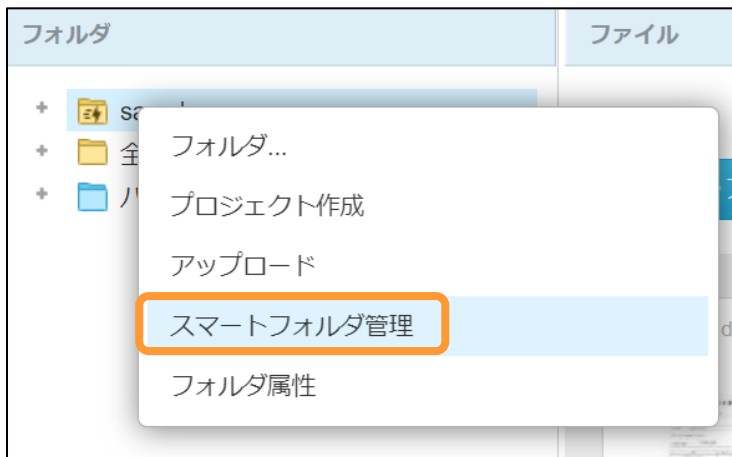 フォルダ
ファイル
フォルダ...
プロジェクト作成
アップロード
スマートフォルダ管理
フォルダ属性